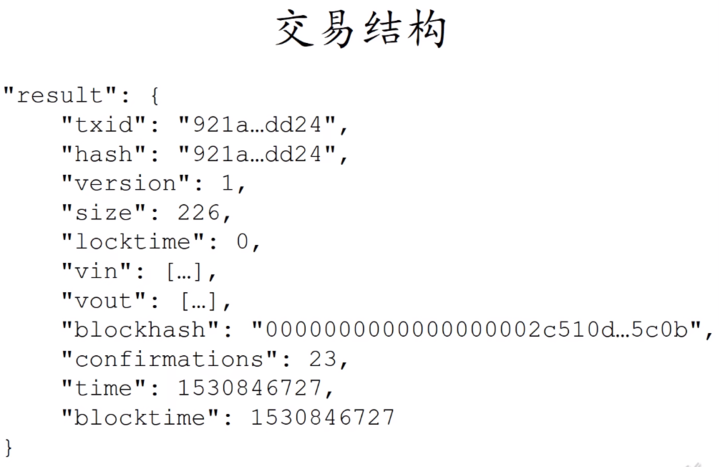 交易结构
"result": {
    "txid": "921a…dd24",
    "hash": "921a…dd24",
    "version": 1,
    "size": 226,
    "locktime": 0,
    "vin": […],
    "vout": […],
    "blockhash": "0000000000000000002c510d…5c0b",
    "confirmations": 23,
    "time": 1530846727,
    "blocktime": 1530846727
}